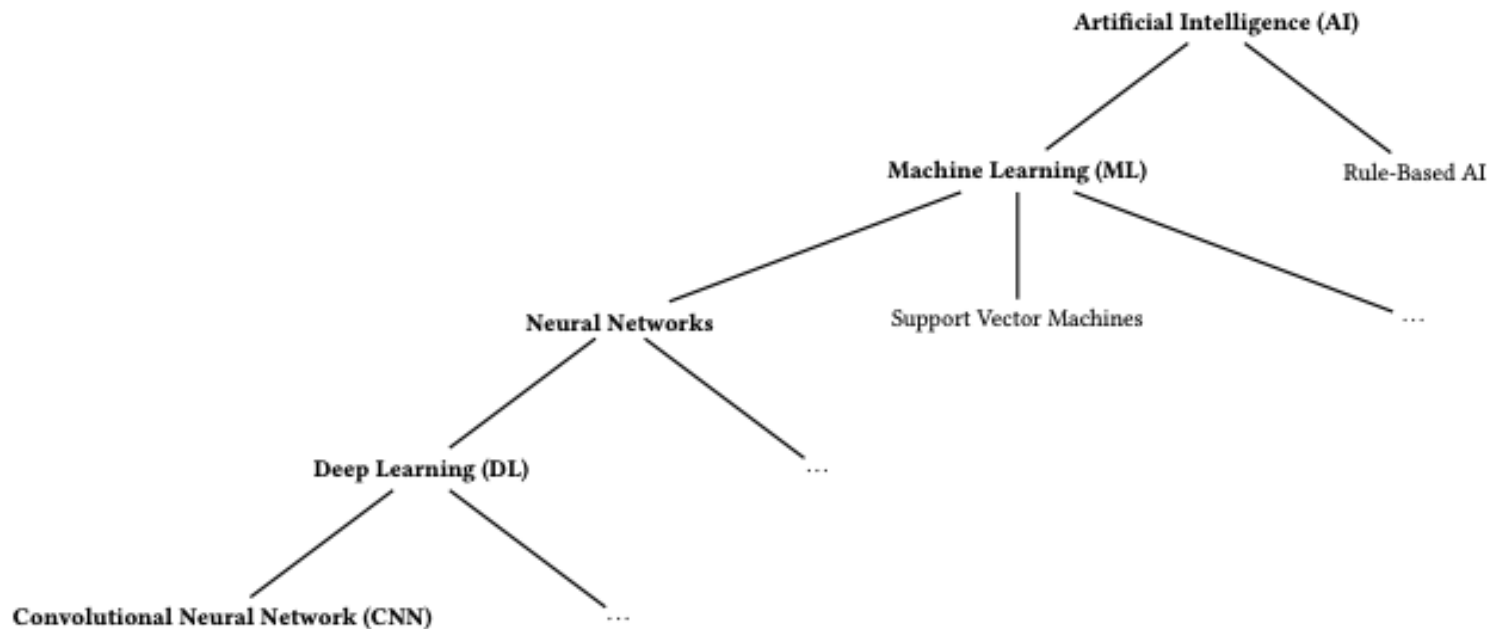 Artificial Intelligence (AI)
Machine Learning (ML)
Rule-Based AI
Neural Networks
Support Vector Machines
...
Deep Learning (DL)
...
Convolutional Neural Network (CNN)
...